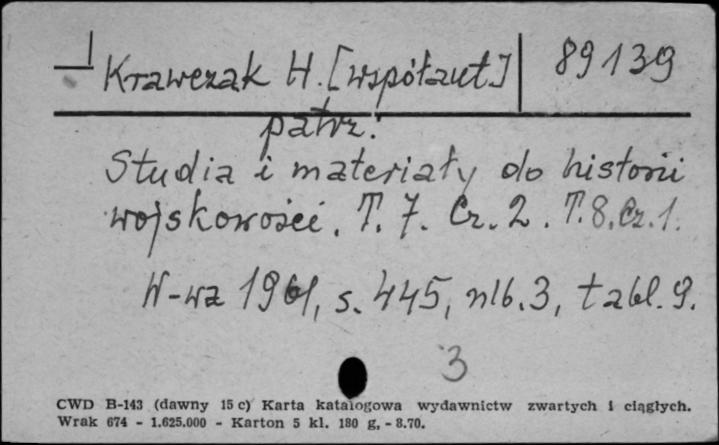 Krawczak H. [współaut.] 89139
patrz:
Studia i materiały do historii
wojskowości. T. 7. Cz. 2. T. 8. Cz. 1.
W-wa 1961, s. 445, nlb. 3, tabl. 9.
3
CWD B-143 (dawny 15 c) Karta katalogowa wydawnictw zwartych i ciągłych.
Wrak 674 - 1.625.000 - Karton 5 kl. 180 g, - 8.70.